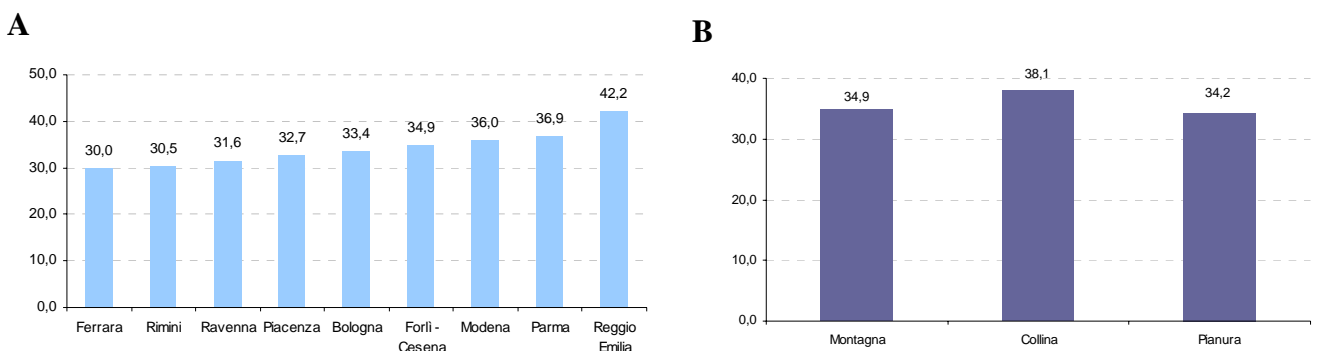 A
50,0
40,0
30,0
20,0
10,0
0,0
30,0
30,5
31,6
32,7
33,4
34,9
36,0
36,9
42,2
Ferrara
Rimini
Ravenna
Piacenza
Bologna
Forlì -
Cesena
Modena
Parma
Reggio
Emilia
B
40,0
30,0
20,0
10,0
0,0
34,9
38,1
34,2
Montagna
Collina
Pianura